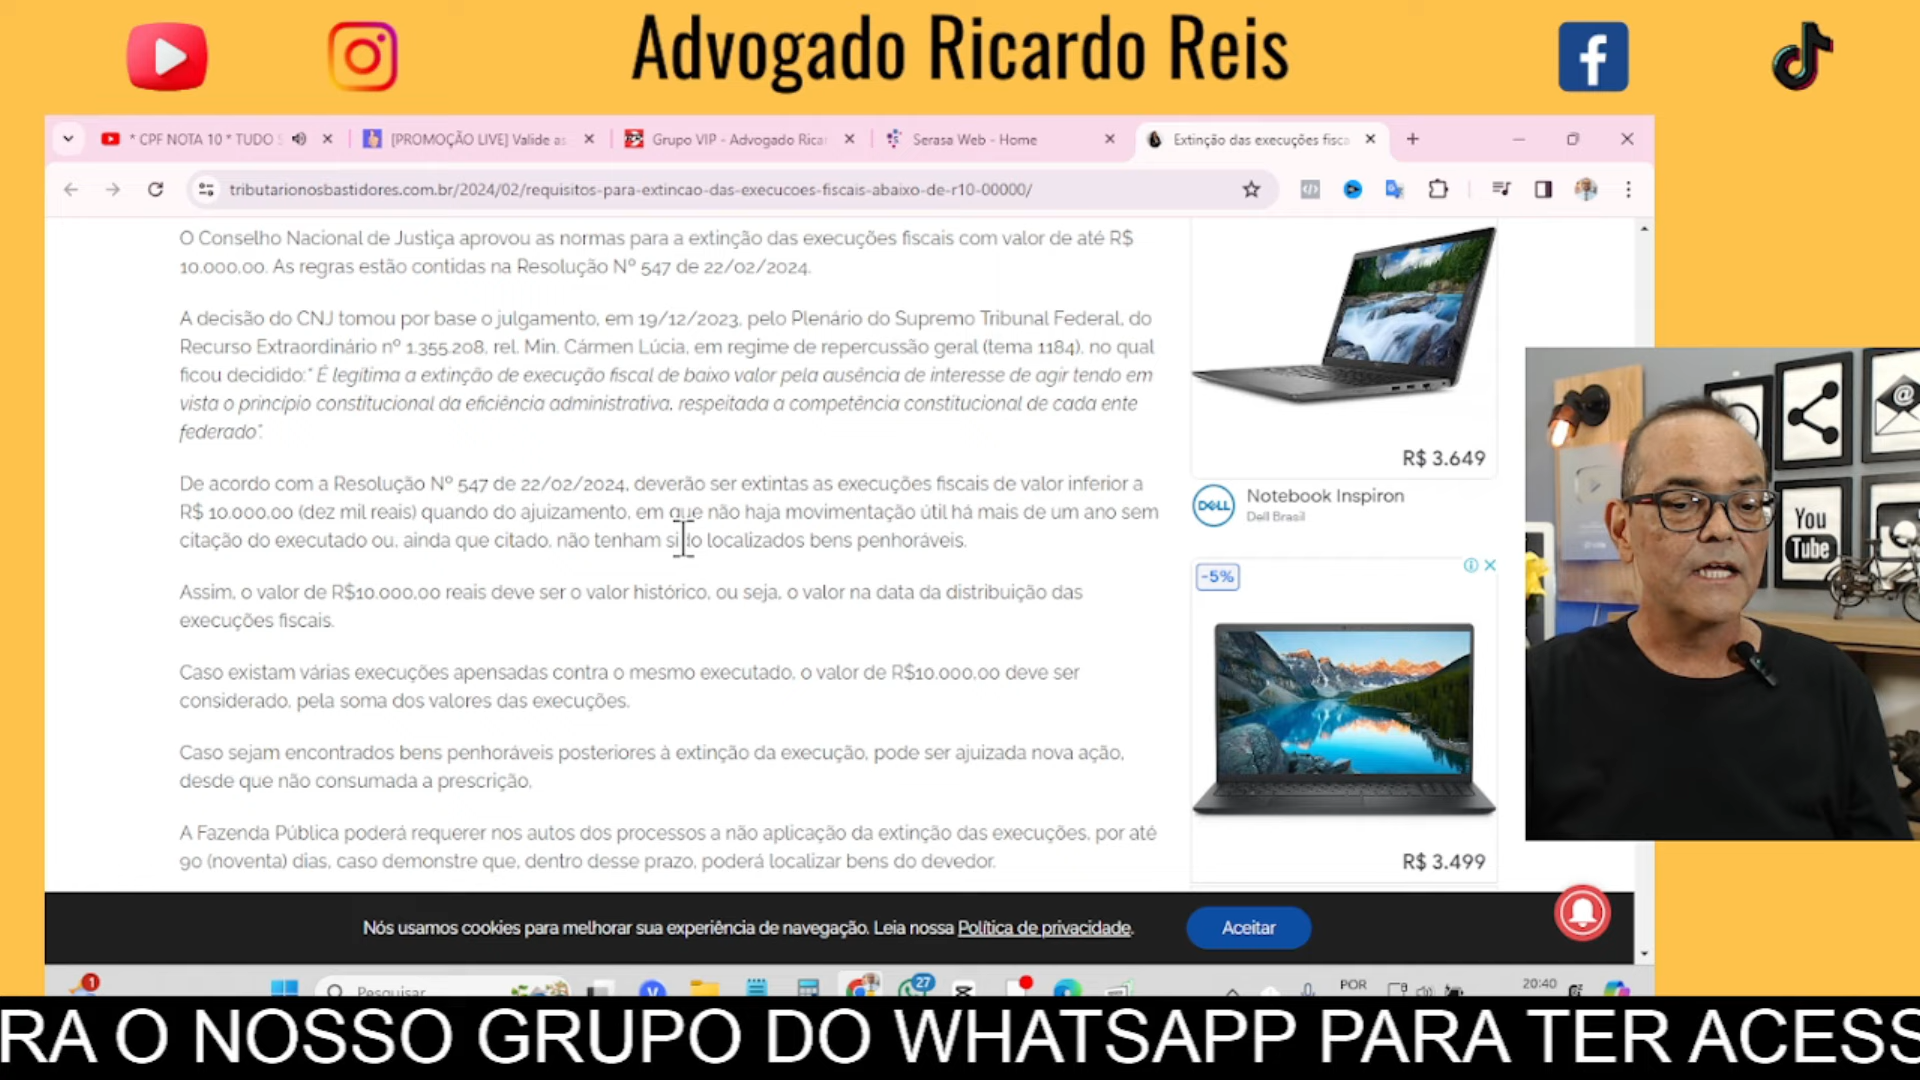 Advogado Ricardo Reis
* CPF NOTA 10 * TUDO S
[PROMOÇÃO LIVE] Valide as
Grupo VIP - Advogado Rica
Serasa Web - Home
Extinção das execuções fisca
tributarionosbastidores.com.br/2024/02/requisitos-para-extincao-das-execucoes-fiscais-abaixo-de-r10-00000/
O Conselho Nacional de Justiça aprovou as normas para a extinção das execuções fiscais com valor de até R$
10.000,00. As regras estão contidas na Resolução Nº 547 de 22/02/2024.
A decisão do CNJ tomou por base o julgamento, em 19/12/2023, pelo Plenário do Supremo Tribunal Federal, do
Recurso Extraordinário nº 1.355.208, rel. Min. Cármen Lúcia, em regime de repercussão geral (tema 1184), no qual
ficou decidido:“ É legítima a extinção de execução fiscal de baixo valor pela ausência de interesse de agir tendo em
vista o princípio constitucional da eficiência administrativa, respeitada a competência constitucional de cada ente
federado”.
De acordo com a Resolução Nº 547 de 22/02/2024, deverão ser extintas as execuções fiscais de valor inferior a
R$ 10.000,00 (dez mil reais) quando do ajuizamento, em que não haja movimentação útil há mais de um ano sem
citação do executado ou, ainda que citado, não tenham sido localizados bens penhoráveis.
Assim, o valor de R$10.000,00 reais deve ser o valor histórico, ou seja, o valor na data da distribuição das
execuções fiscais.
Caso existam várias execuções apensadas contra o mesmo executado, o valor de R$10.000,00 deve ser
considerado, pela soma dos valores das execuções.
Caso sejam encontrados bens penhoráveis posteriores à extinção da execução, pode ser ajuizada nova ação,
desde que não consumada a prescrição,
A Fazenda Pública poderá requerer nos autos dos processos a não aplicação da extinção das execuções, por até
90 (noventa) dias, caso demonstre que, dentro desse prazo, poderá localizar bens do devedor.
R$ 3.649
DELL
Notebook Inspiron
Dell Brasil
-5%
R$ 3.499
You
Tube
Nós usamos cookies para melhorar sua experiência de navegação. Leia nossa Política de privacidade.
Aceitar
1
Pesquisar
27
POR
20:40
RA O NOSSO GRUPO DO WHATSAPP PARA TER ACESS